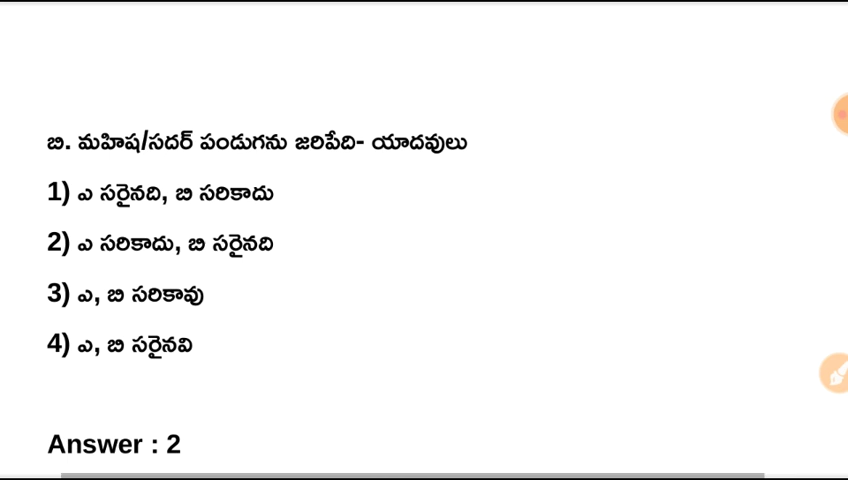 బి. మహిష/సదర్ పండుగను జరిపేది- యాదవులు
1) ఎ సరైనది, బి సరికాదు
2) ఎ సరికాదు, బి సరైనది
3) ఎ, బి సరికావు
4) ఎ, బి సరైనవి
Answer : 2